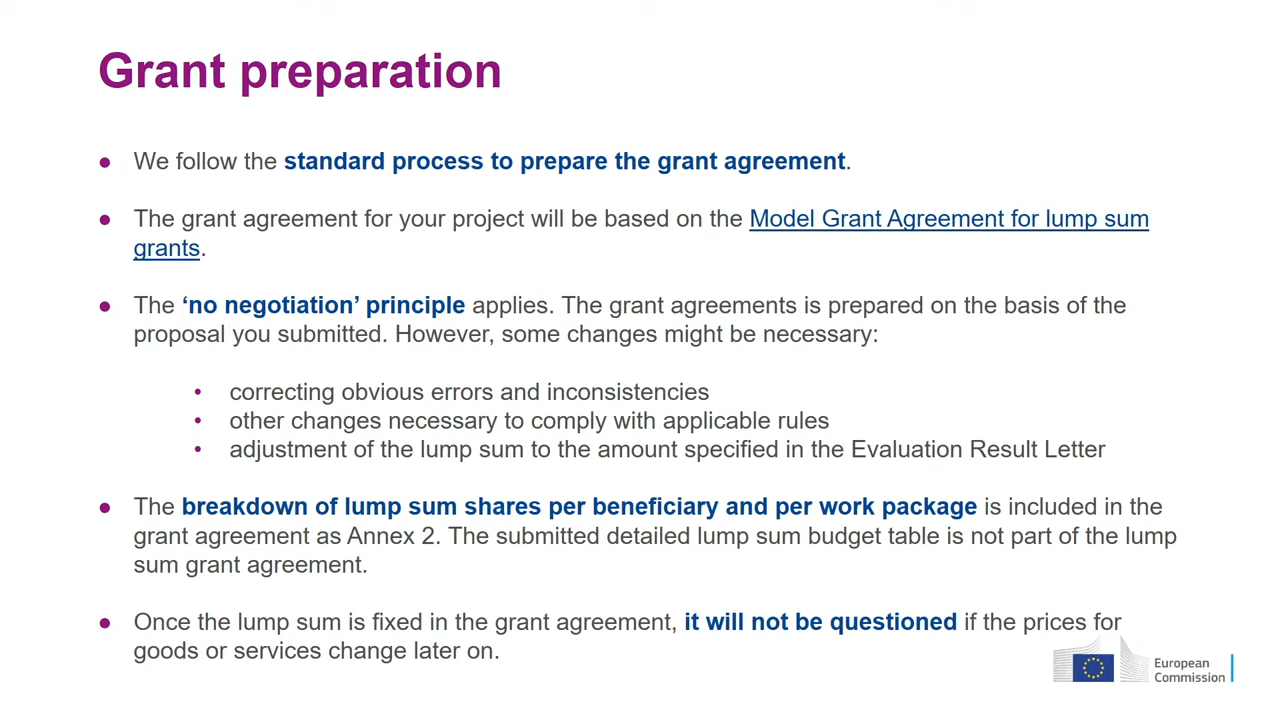 Grant preparation
● We follow the standard process to prepare the grant agreement.
● The grant agreement for your project will be based on the Model Grant Agreement for lump sum
grants.
● The ‘no negotiation’ principle applies. The grant agreements is prepared on the basis of the
proposal you submitted. However, some changes might be necessary:
• correcting obvious errors and inconsistencies
• other changes necessary to comply with applicable rules
• adjustment of the lump sum to the amount specified in the Evaluation Result Letter
● The breakdown of lump sum shares per beneficiary and per work package is included in the
grant agreement as Annex 2. The submitted detailed lump sum budget table is not part of the lump
sum grant agreement.
● Once the lump sum is fixed in the grant agreement, it will not be questioned if the prices for
goods or services change later on.
European
Commission